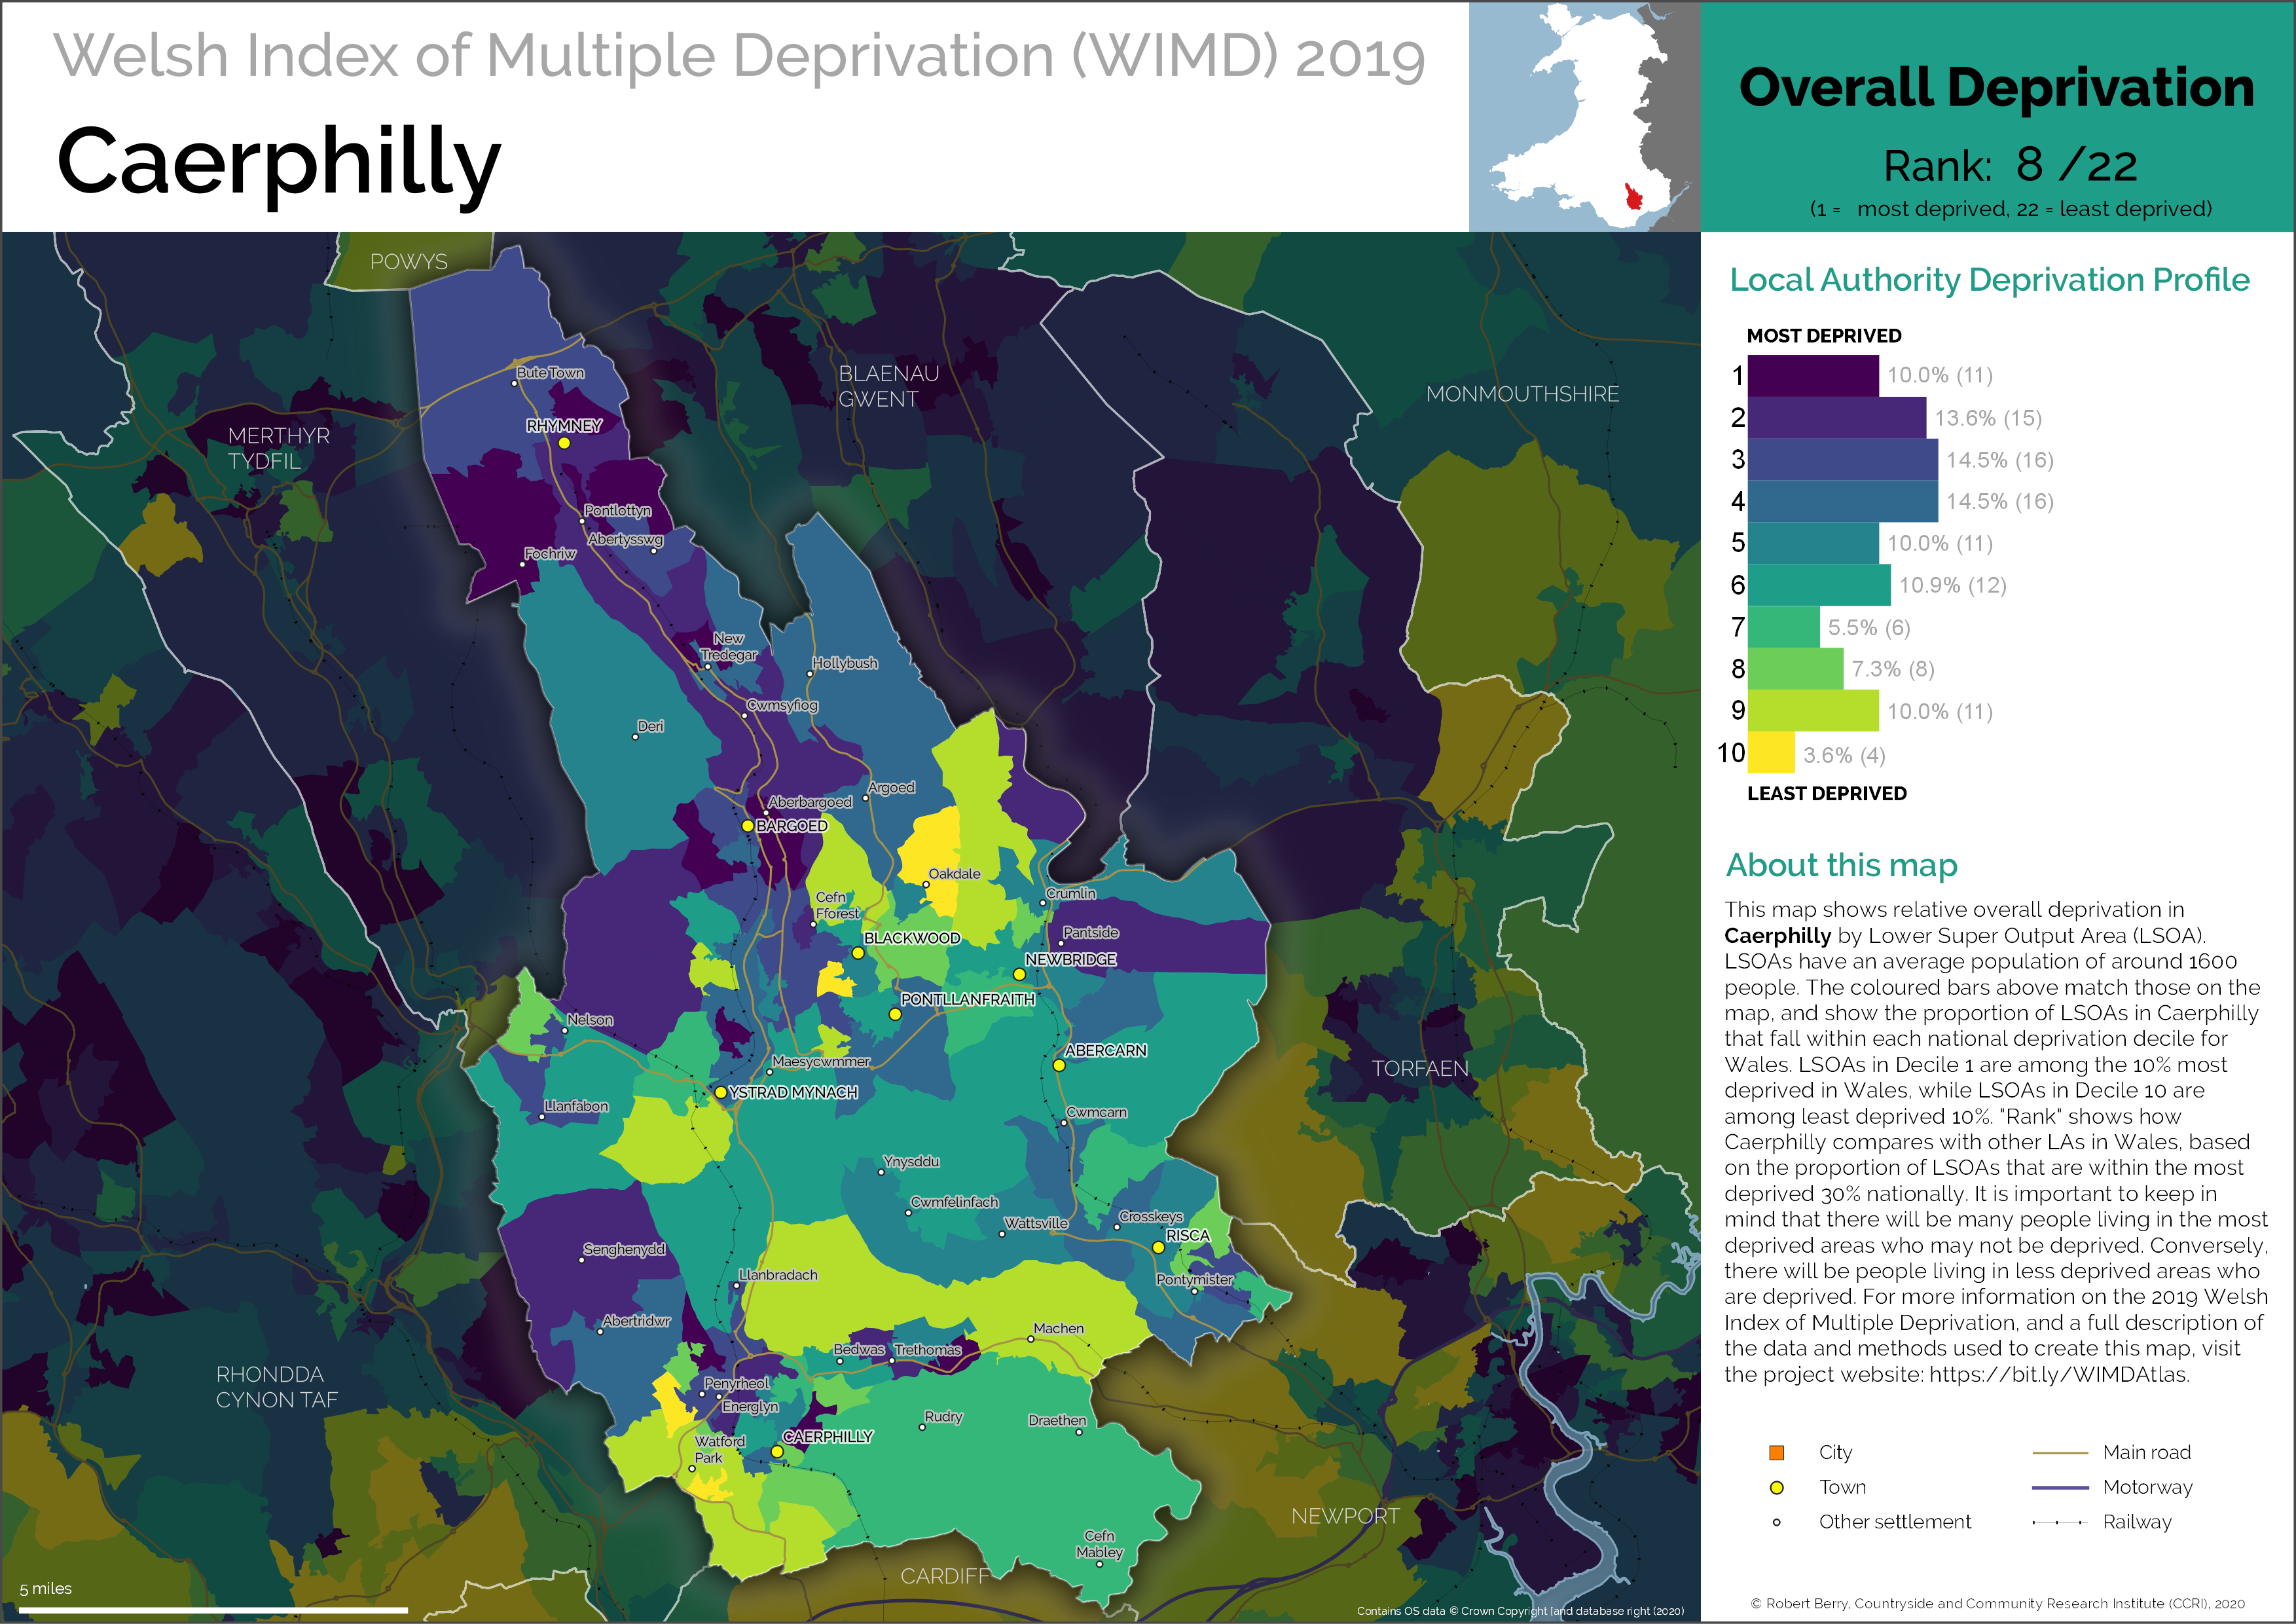 Welsh Index of Multiple Deprivation (WIMD) 2019
Caerphilly
Overall Deprivation
Rank: 8 /22
(1 = most deprived, 22 = least deprived)
Local Authority Deprivation Profile
MOST DEPRIVED
1 10.0% (11)
2 13.6% (15)
3 14.5% (16)
4 14.5% (16)
5 10.0% (11)
6 10.9% (12)
7 5.5% (6)
8 7.3% (8)
9 10.0% (11)
10 3.6% (4)
LEAST DEPRIVED
About this map
This map shows relative overall deprivation in
Caerphilly by Lower Super Output Area (LSOA).
LSOAs have an average population of around 1600
people. The coloured bars above match those on the
map, and show the proportion of LSOAs in Caerphilly
that fall within each national deprivation decile for
Wales. LSOAs in Decile 1 are among the 10% most
deprived in Wales, while LSOAs in Decile 10 are
among least deprived 10%. "Rank" shows how
Caerphilly compares with other LAs in Wales, based
on the proportion of LSOAs that are within the most
deprived 30% nationally. It is important to keep in
mind that there will be many people living in the most
deprived areas who may not be deprived. Conversely,
there will be people living in less deprived areas who
are deprived. For more information on the 2019 Welsh
Index of Multiple Deprivation, and a full description of
the data and methods used to create this map, visit
the project website: https://bit.ly/WIMDAtlas.
City
Main road
Town
Motorway
Other settlement
Railway
© Robert Berry, Countryside and Community Research Institute (CCRI), 2020
POWYS
BLAENAU
GWENT
MONMOUTHSHIRE
MERTHYR
TYDFIL
Bute Town
RHYMNEY
Pontlottyn
Abertysswg
Fochriw
New
Tredegar
Hollybush
Cwmsyfiog
Deri
Argoed
Aberbargoed
BARGOED
Oakdale
Crumlin
Cefn
Fforest
Pantside
BLACKWOOD
NEWBRIDGE
PONTLLANFRAITH
Nelson
ABERCARN
Maesycwmmer
TORFAEN
YSTRAD MYNACH
Llanfabon
Cwmcarn
Ynysddu
Cwmfelinfach
Wattsville
Crosskeys
RISCA
Senghenydd
Llanbradach
Pontymister
Abertridwr
Machen
Bedwas
Trethomas
RHONDDA
CYNON TAF
Penyrheol
Energlyn
Rudry
Draethen
CAERPHILLY
Watford
Park
NEWPORT
Cefn
Mabley
CARDIFF
5 miles
Contains OS data © Crown Copyright [and database right (2020)